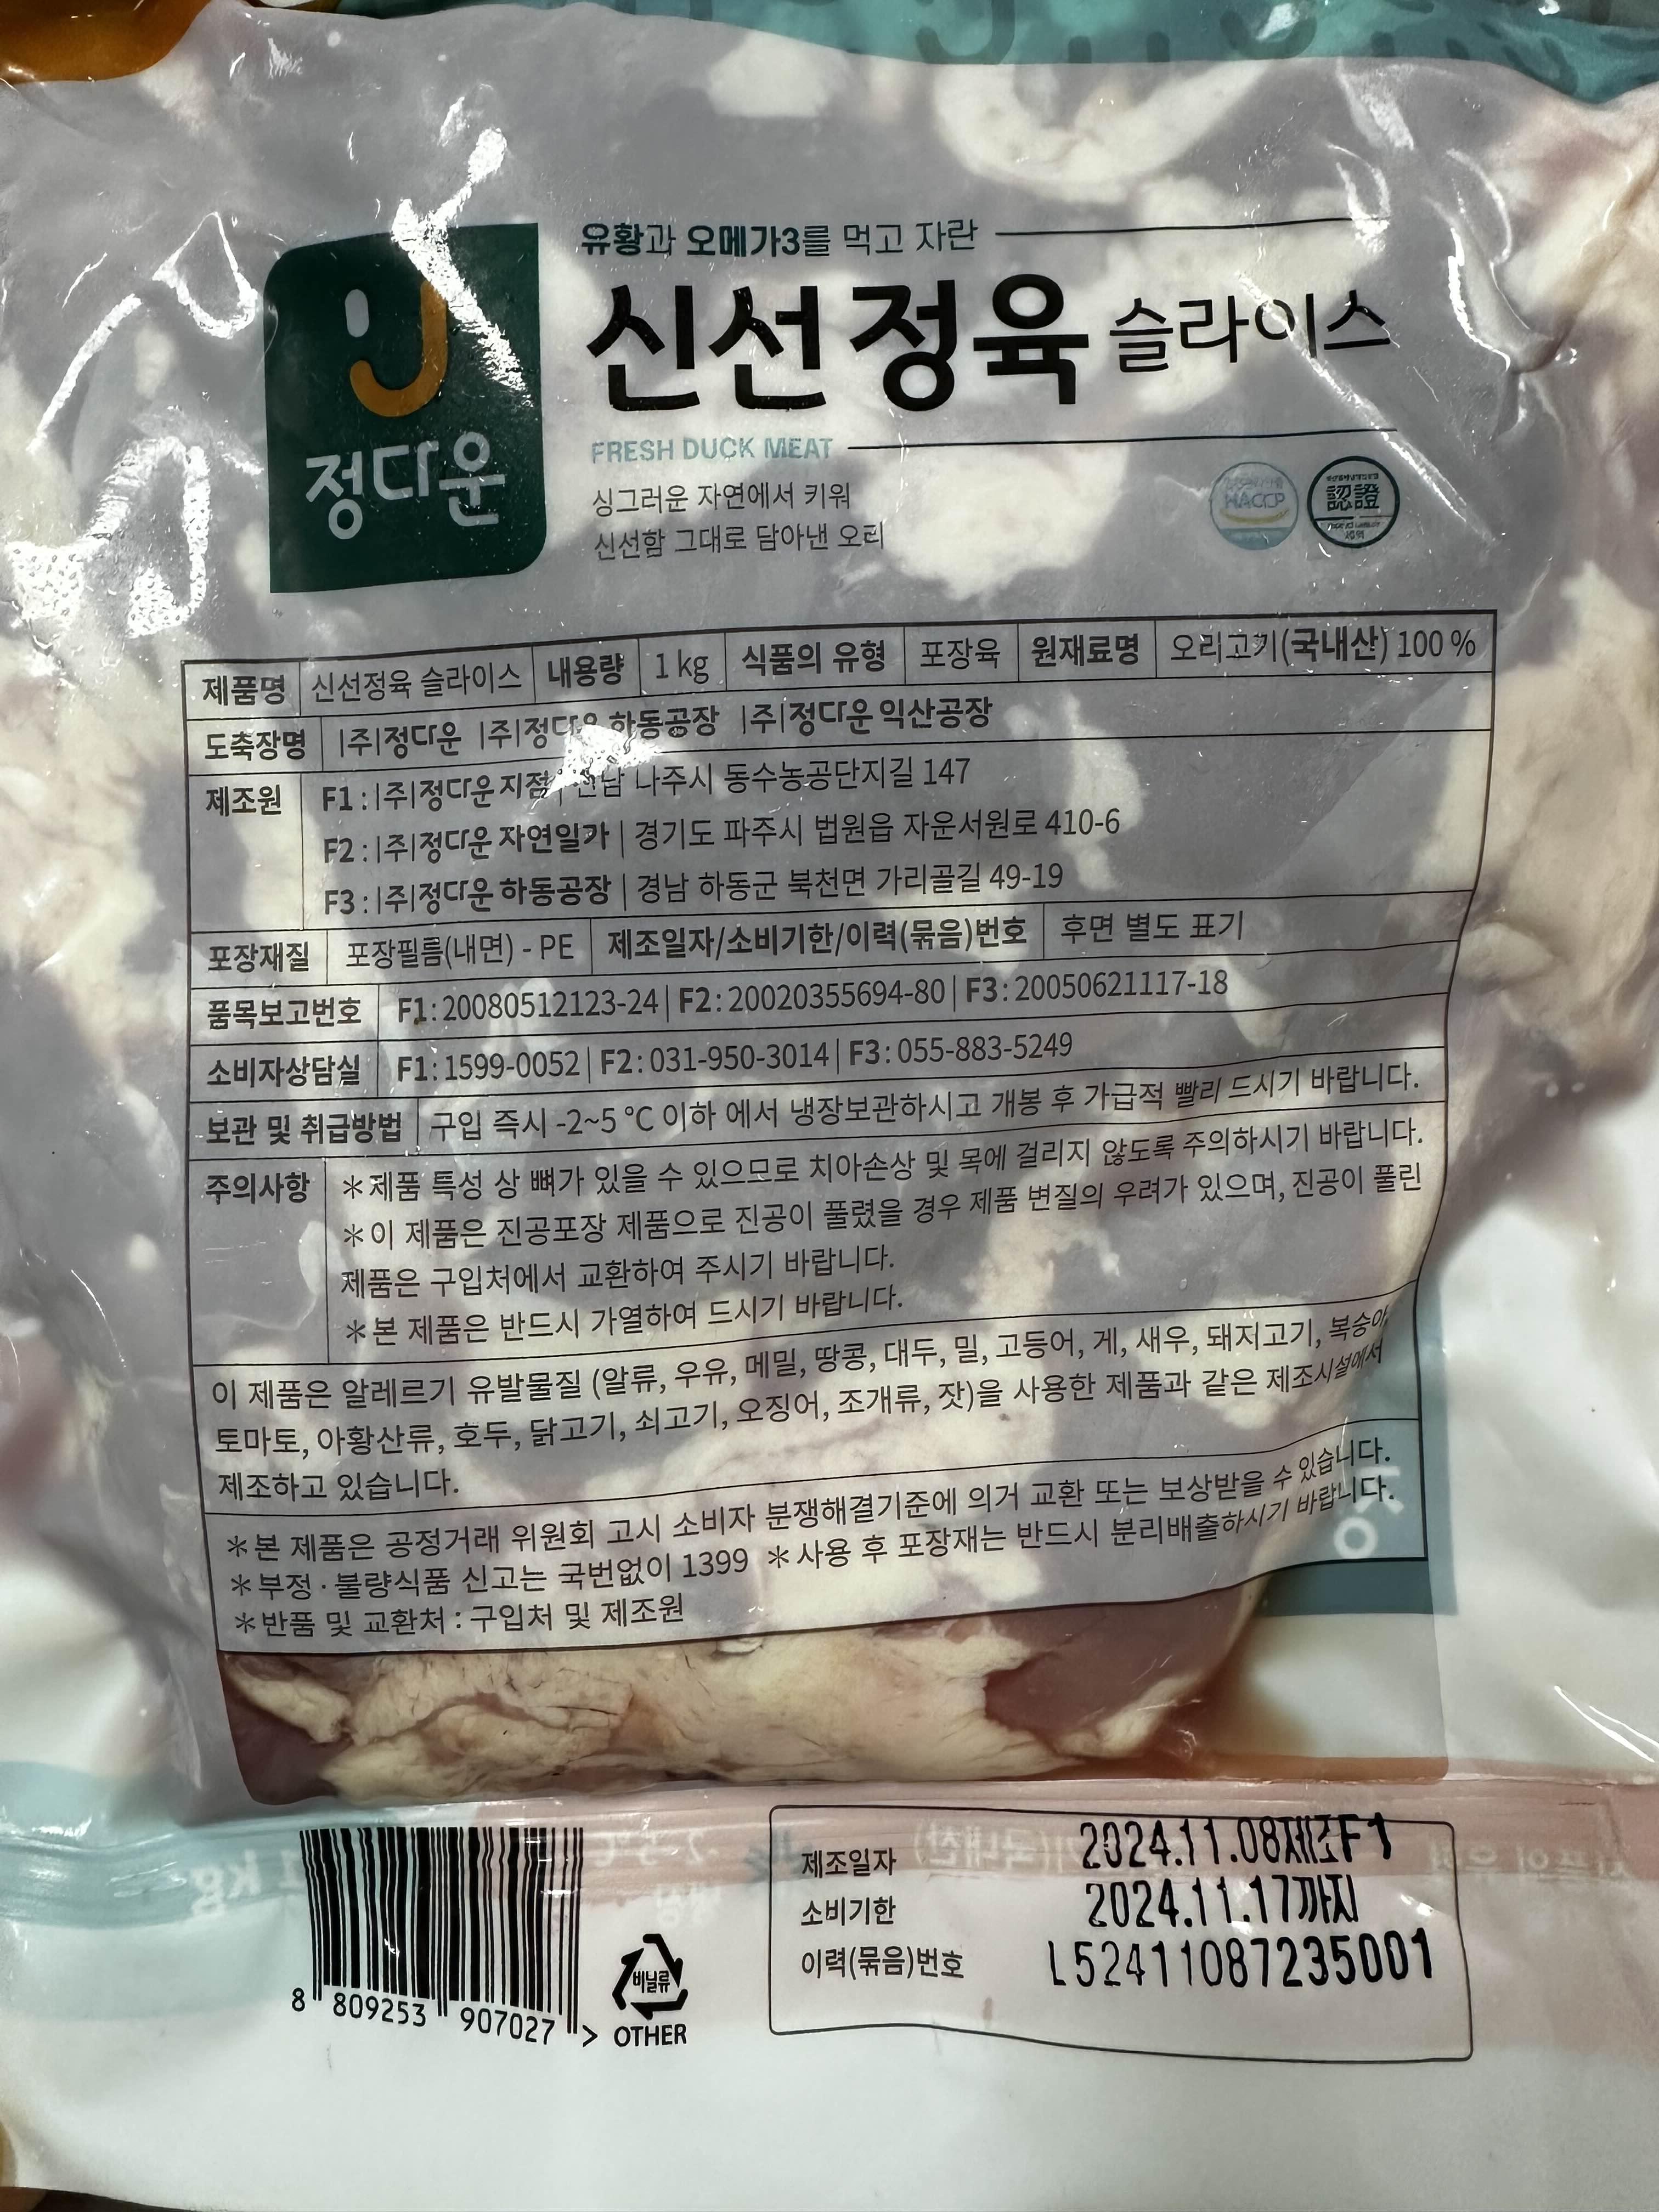 유황과 오메가3를 먹고 자란
신선정육 슬라이스
정다운
FRESH DUCK MEAT
싱그러운 자연에서 키워
신선함 그대로 담아낸 오리
HACCP
認證
제품명 신선정육 슬라이스 내용량 1 kg 식품의 유형 포장육 원재료명 오리고기(국내산) 100 %
도축장명 |주|정다운 |주|정다운 하동공장 |주|정다운 익산공장
제조원 F1 : |주|정다운 지점 | 전남 나주시 동수농공단지길 147
F2 : |주|정다운 자연일가 | 경기도 파주시 법원읍 자운서원로 410-6
F3 : |주|정다운 하동공장 | 경남 하동군 북천면 가리골길 49-19
포장재질 포장필름(내면) - PE 제조일자/소비기한/이력(묶음)번호 후면 별도 표기
품목보고번호 F1 : 20080512123-24 | F2 : 20020355694-80 | F3 : 20050621117-18
소비자상담실 F1 : 1599-0052 | F2 : 031-950-3014 | F3 : 055-883-5249
보관 및 취급방법 구입 즉시 -2~5 ℃ 이하 에서 냉장보관하시고 개봉 후 가급적 빨리 드시기 바랍니다.
주의사항 *제품 특성 상 뼈가 있을 수 있으므로 치아손상 및 목에 걸리지 않도록 주의하시기 바랍니다.
*이 제품은 진공포장 제품으로 진공이 풀렸을 경우 제품 변질의 우려가 있으며, 진공이 풀린
제품은 구입처에서 교환하여 주시기 바랍니다.
*본 제품은 반드시 가열하여 드시기 바랍니다.
이 제품은 알레르기 유발물질 (알류, 우유, 메밀, 땅콩, 대두, 밀, 고등어, 게, 새우, 돼지고기, 복숭아,
토마토, 아황산류, 호두, 닭고기, 쇠고기, 오징어, 조개류, 잣)을 사용한 제품과 같은 제조시설에서
제조하고 있습니다.
*본 제품은 공정거래 위원회 고시 소비자 분쟁해결기준에 의거 교환 또는 보상받을 수 있습니다.
*부정 · 불량식품 신고는 국번없이 1399 *사용 후 포장재는 반드시 분리배출하시기 바랍니다.
*반품 및 교환처 : 구입처 및 제조원
제조일자 2024.11.08제조F1
소비기한 2024.11.17까지
이력(묶음)번호 L52411087235001
8 809253 907027 >
비닐류
OTHER